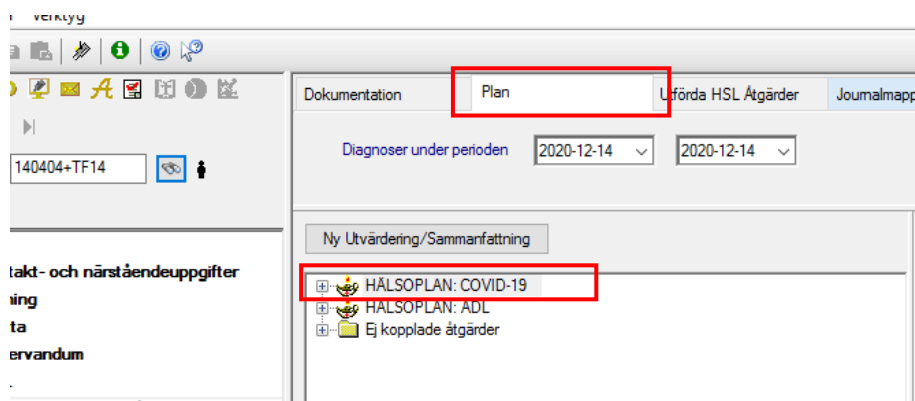 Verktyg
Dokumentation Plan Utförda HSL Åtgärder Journalmapp
Diagnoser under perioden 2020-12-14 2020-12-14
140404+TF14
Ny Utvärdering/Sammanfattning
takt- och närståendeuppgifter
ning
ta
ervandum
HÄLSOPLAN: COVID-19
HÄLSOPLAN: ADL
Ej kopplade åtgärder